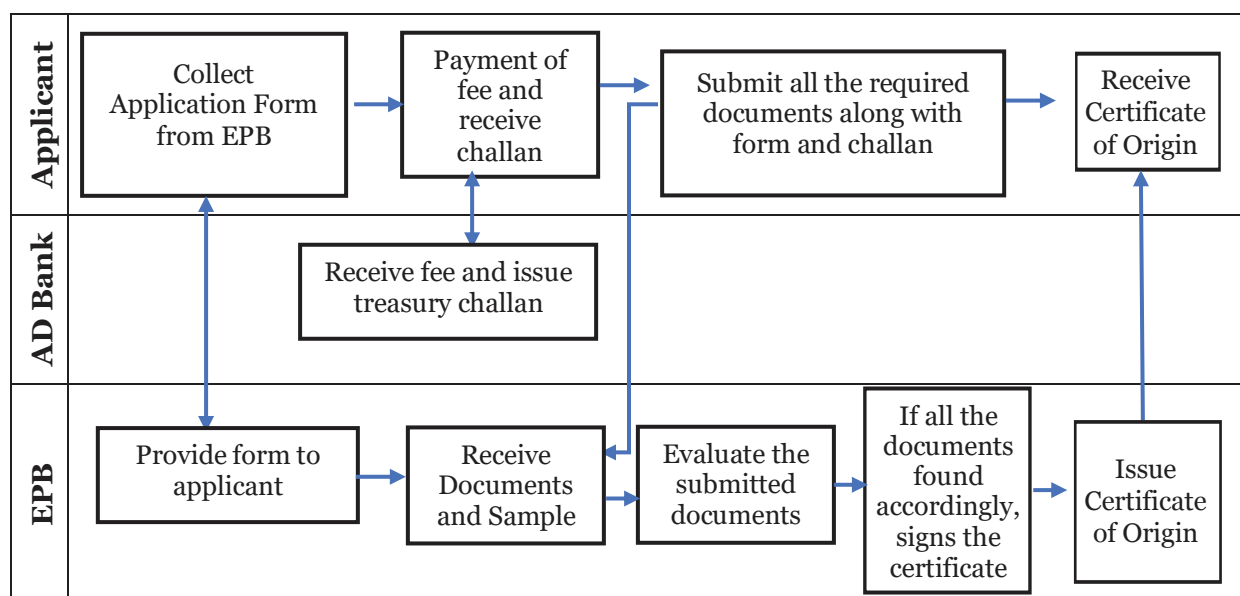 Applicant
Collect
Application Form
from EPB
Payment of
fee and
receive
challan
Submit all the required
documents along with
form and challan
Receive
Certificate
of Origin
AD Bank
Receive fee and issue
treasury challan
EPB
Provide form to
applicant
Receive
Documents
and Sample
Evaluate the
submitted
documents
If all the
documents
found
accordingly,
signs the
certificate
Issue
Certificate
of Origin